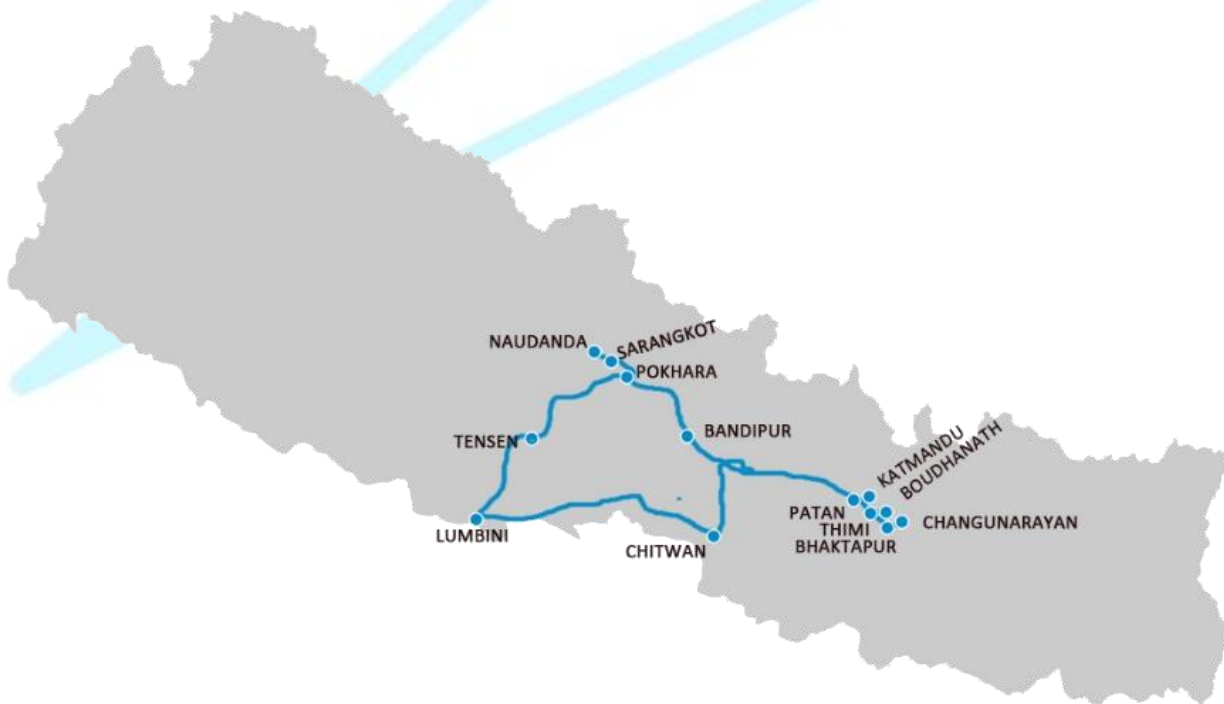 NAUDANDA
SARANGKOT
POKHARA
TENSEN
BANDIPUR
KATMANDU
BOUDHANATH
PATAN
THIMI
BHAKTAPUR
CHANGUNARAYAN
LUMBINI
CHITWAN